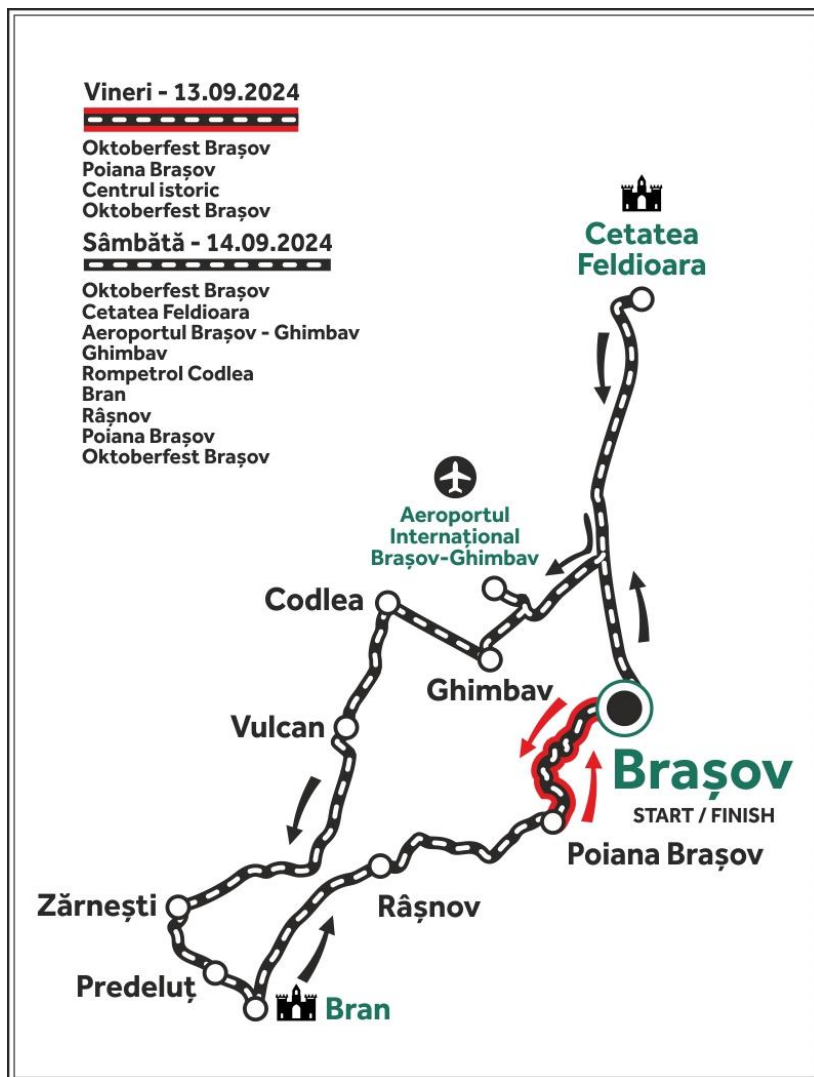 Vineri - 13.09.2024
Oktoberfest Brașov
Poiana Brașov
Centrul istoric
Oktoberfest Brașov
Sâmbătă - 14.09.2024
Oktoberfest Brașov
Cetatea Feldioara
Aeroportul Brașov - Ghimbav
Ghimbav
Rompetrol Codlea
Bran
Râșnov
Poiana Brașov
Oktoberfest Brașov
Cetatea
Feldioara
Aeroportul
Internațional
Brașov-Ghimbav
Codlea
Ghimbav
Vulcan
Brașov
START / FINISH
Poiana Brașov
Râșnov
Zărnești
Predeluț
Bran